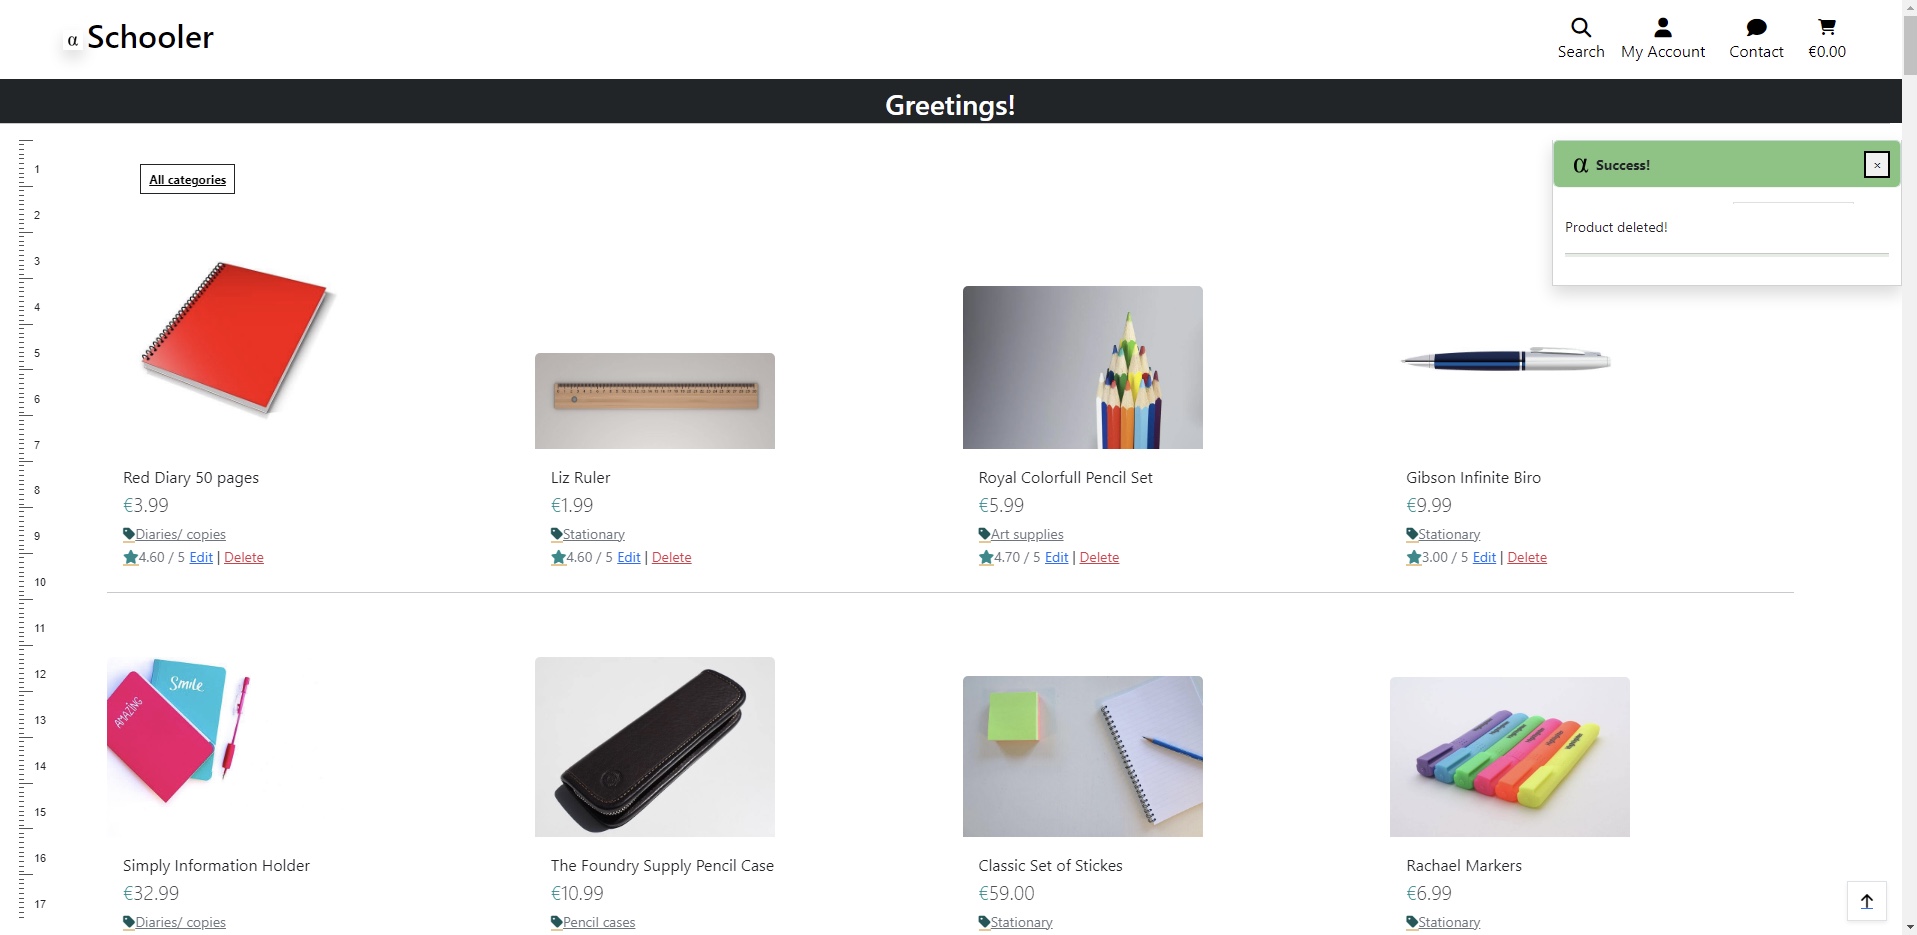 α Schooler
Search
My Account
Contact
€0.00
Greetings!
α Success!
×
Product deleted!
All categories
1
2
3
4
5
6
7
8
9
10
11
12
13
14
15
16
17
Red Diary 50 pages
€3.99
Diaries/ copies
4.60 / 5 Edit | Delete
Liz Ruler
€1.99
Stationary
4.60 / 5 Edit | Delete
Royal Colorfull Pencil Set
€5.99
Art supplies
4.70 / 5 Edit | Delete
Gibson Infinite Biro
€9.99
Stationary
3.00 / 5 Edit | Delete
AMAZING
Smile
Simply Information Holder
€32.99
Diaries/ copies
The Foundry Supply Pencil Case
€10.99
Pencil cases
Classic Set of Stickes
€59.00
Stationary
Rachael Markers
€6.99
Stationary